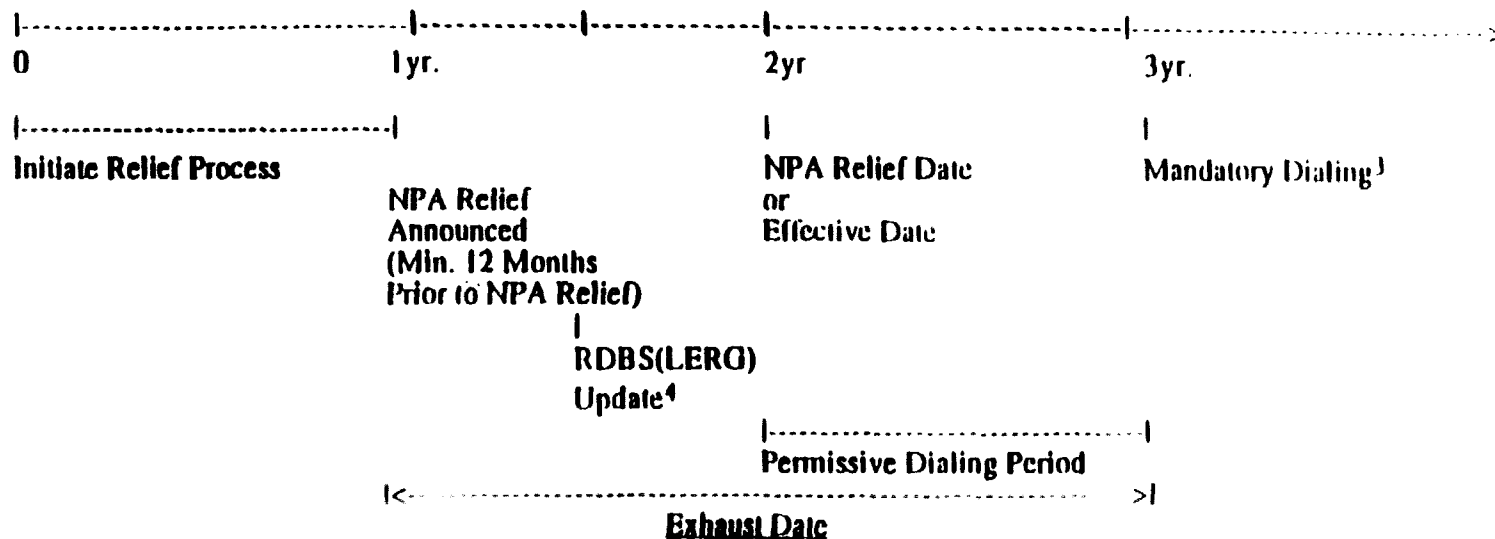 0 1yr. 2yr 3yr.
Initiate Relief Process
NPA Relief
Announced
(Min. 12 Months
Prior to NPA Relief)
NPA Relief Date
or
Effective Date
Mandatory Dialing³
RDBS(LERG)
Update⁴
Permissive Dialing Period
Exhaust Date